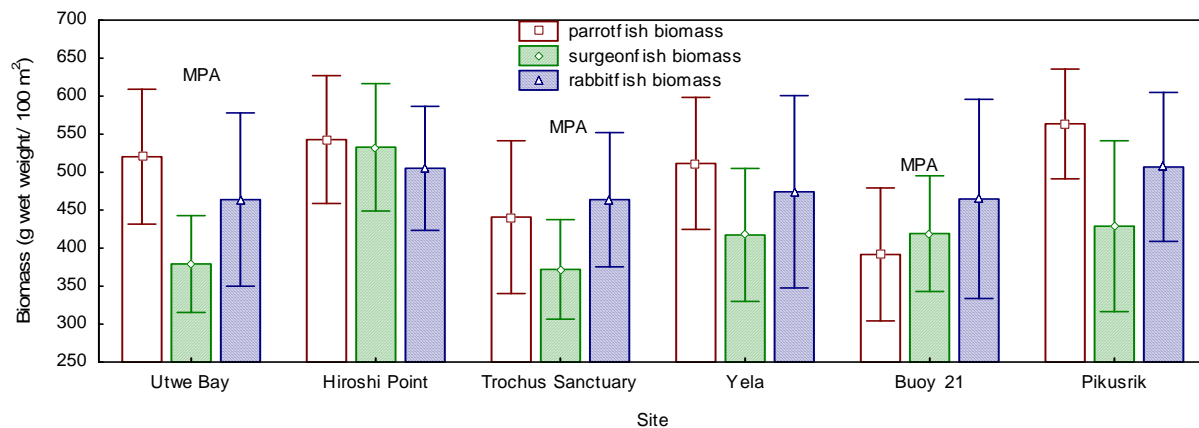 700
650
600
550
500
450
400
350
300
250
Biomass (g wet weight/ 100 m²)
parrotfish biomass
surgeonfish biomass
rabbitfish biomass
MPA
MPA
MPA
Utwe Bay
Hiroshi Point
Trochus Sanctuary
Yela
Buoy 21
Pikusrik
Site